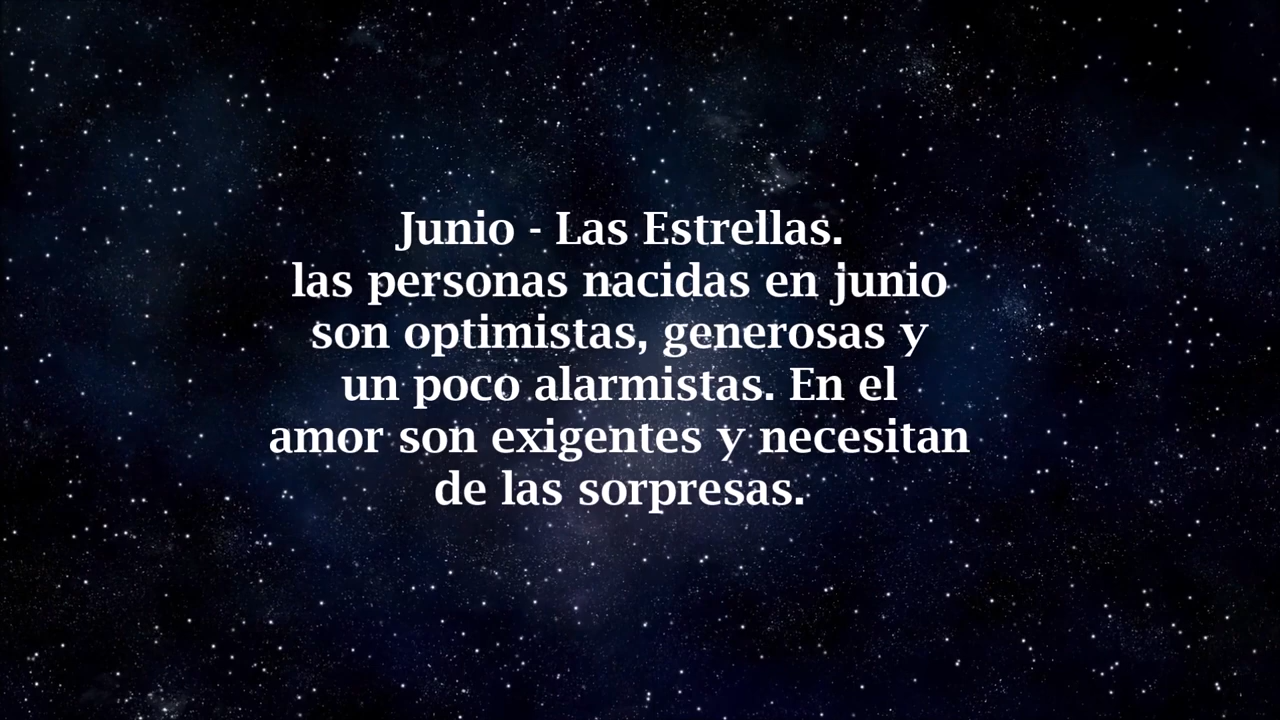 Junio - Las Estrellas.
las personas nacidas en junio
son optimistas, generosas y
un poco alarmistas. En el
amor son exigentes y necesitan
de las sorpresas.